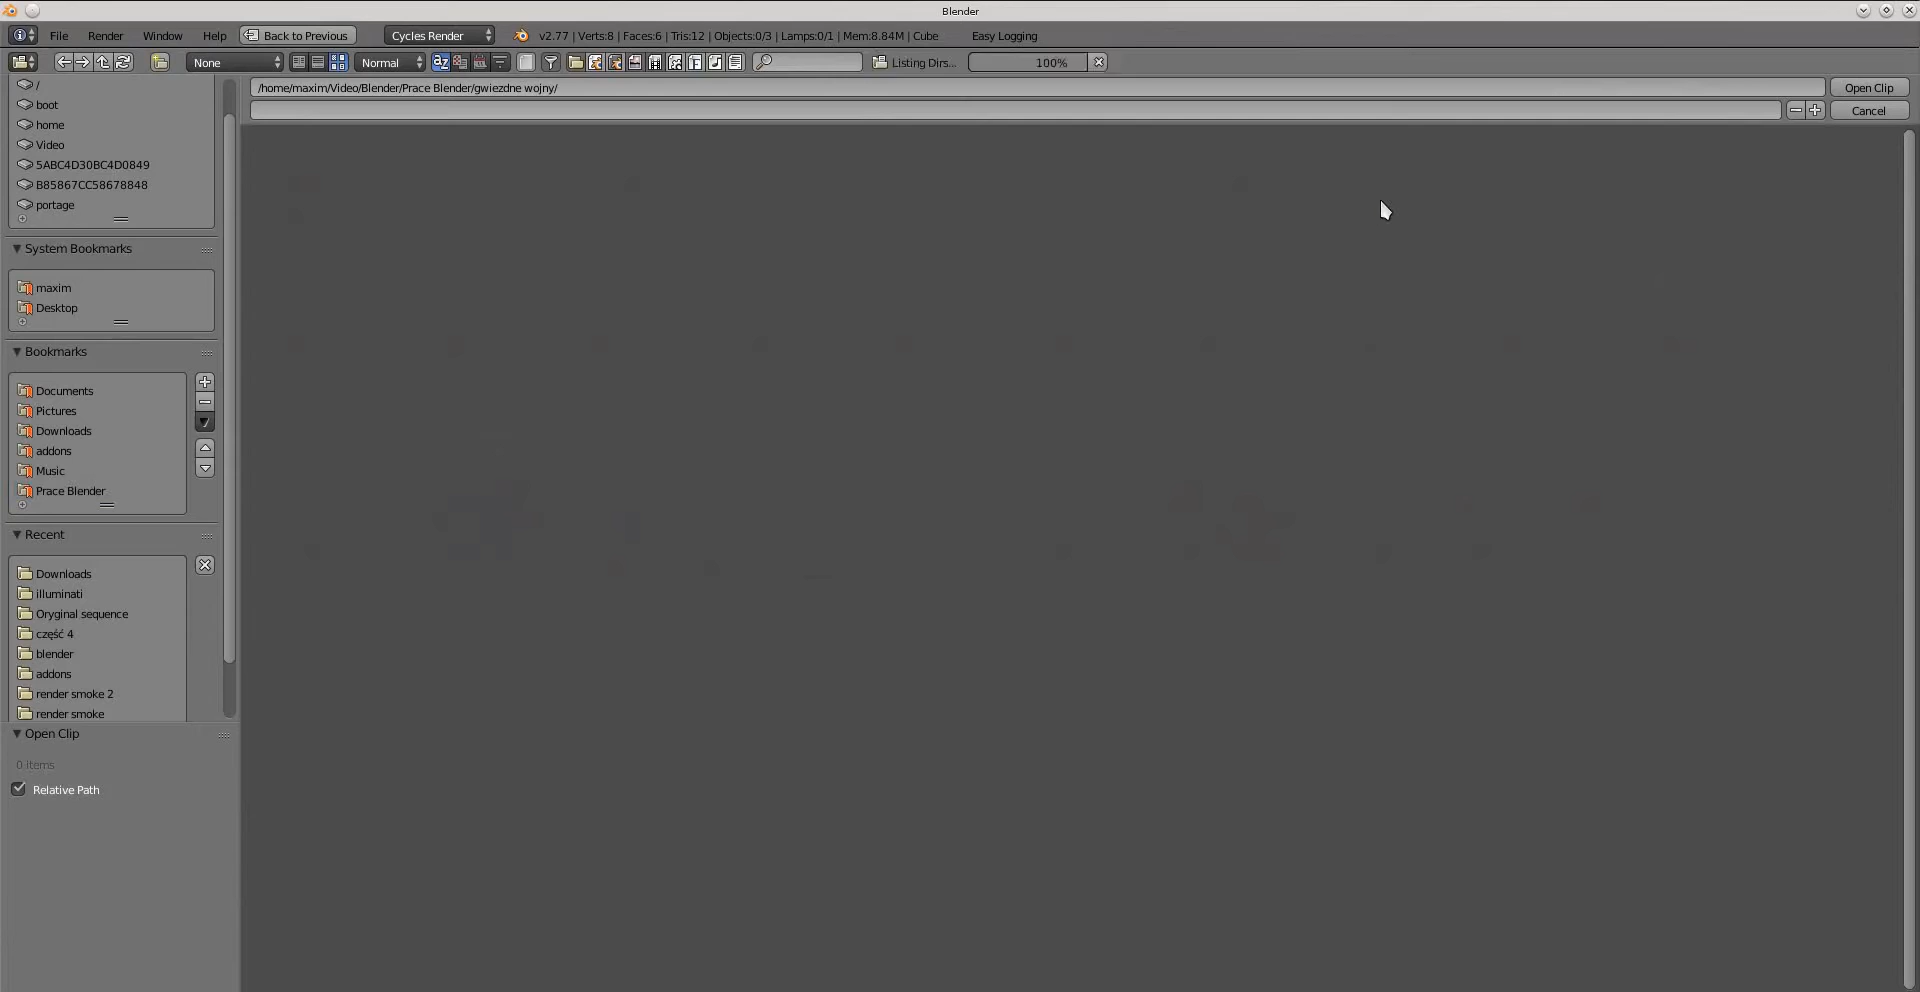 Blender
File Render Window Help Back to Previous Cycles Render v2.77 | Verts:8 | Faces:6 | Tris:12 | Objects:0/3 | Lamps:0/1 | Mem:8.84M | Cube Easy Logging
None Normal Listing Dirs... 100%
/home/maxim/Video/Blender/Prace Blender/gwiezdne wojny/ Open Clip
Cancel
/
boot
home
Video
5ABC4D30BC4D0849
B85867CC58678848
portage
System Bookmarks
maxim
Desktop
Bookmarks
Documents
Pictures
Downloads
addons
Music
Prace Blender
Recent
Downloads
illuminati
Oryginal sequence
część 4
blender
addons
render smoke 2
render smoke
Open Clip
0 items
Relative Path